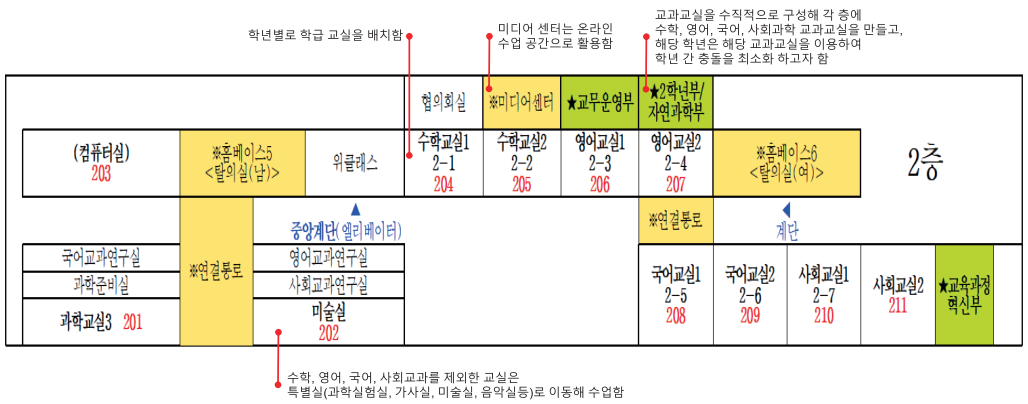 학년별로 학급 교실을 배치함
미디어 센터는 온라인
수업 공간으로 활용함
교과교실을 수직적으로 구성해 각 층에
수학, 영어, 국어, 사회과학 교과교실을 만들고,
해당 학년은 해당 교과교실을 이용하여
학년 간 충돌을 최소화 하고자 함
협의회실
※미디어센터
★교무운영부
★2학년부/
자연과학부
(컴퓨터실)
203
※홈베이스5
<탈의실(남)>
위클래스
수학교실1
2-1
204
수학교실2
2-2
205
영어교실1
2-3
206
영어교실2
2-4
207
※홈베이스6
<탈의실(여)>
2층
중앙계단(엘리베이터)
※연결통로
계단
국어교과연구실
과학준비실
과학교실3 201
※연결통로
영어교과연구실
사회교과연구실
미술실
202
국어교실1
2-5
208
국어교실2
2-6
209
사회교실1
2-7
210
사회교실2
211
★교육과정
혁신부
수학, 영어, 국어, 사회교과를 제외한 교실은
특별실(과학실험실, 가사실, 미술실, 음악실등)로 이동해 수업함